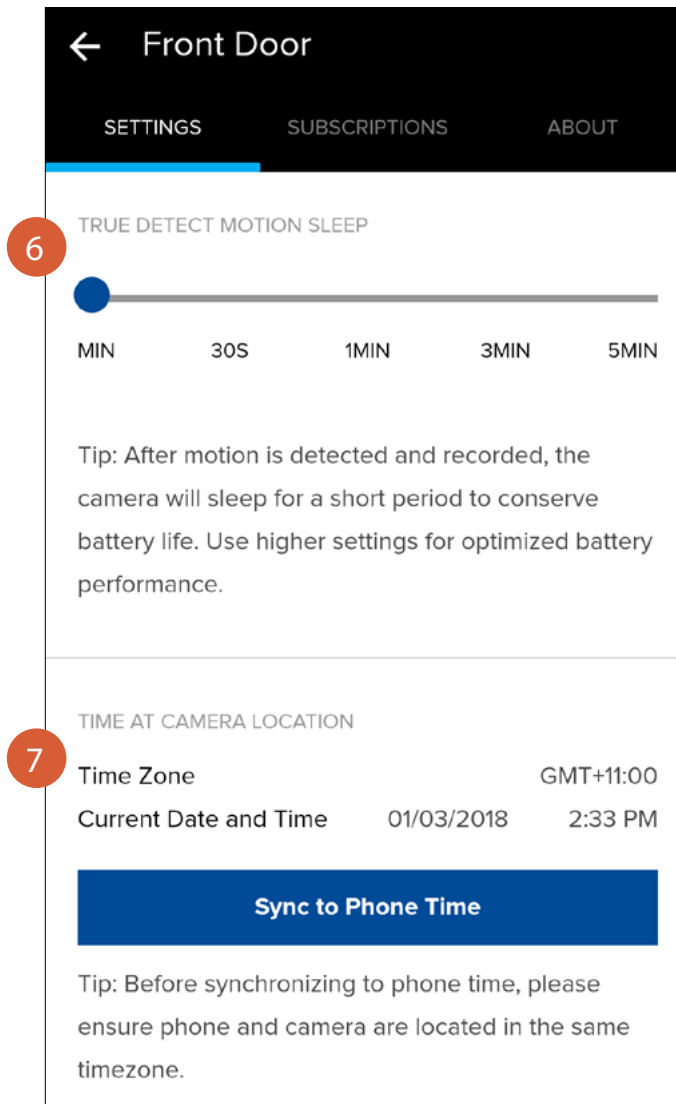 Front Door
SETTINGS SUBSCRIPTIONS ABOUT
6
TRUE DETECT MOTION SLEEP
MIN 30S 1MIN 3MIN 5MIN
Tip: After motion is detected and recorded, the
camera will sleep for a short period to conserve
battery life. Use higher settings for optimized battery
performance.
7
TIME AT CAMERA LOCATION
Time Zone GMT+11:00
Current Date and Time 01/03/2018 2:33 PM
Sync to Phone Time
Tip: Before synchronizing to phone time, please
ensure phone and camera are located in the same
timezone.